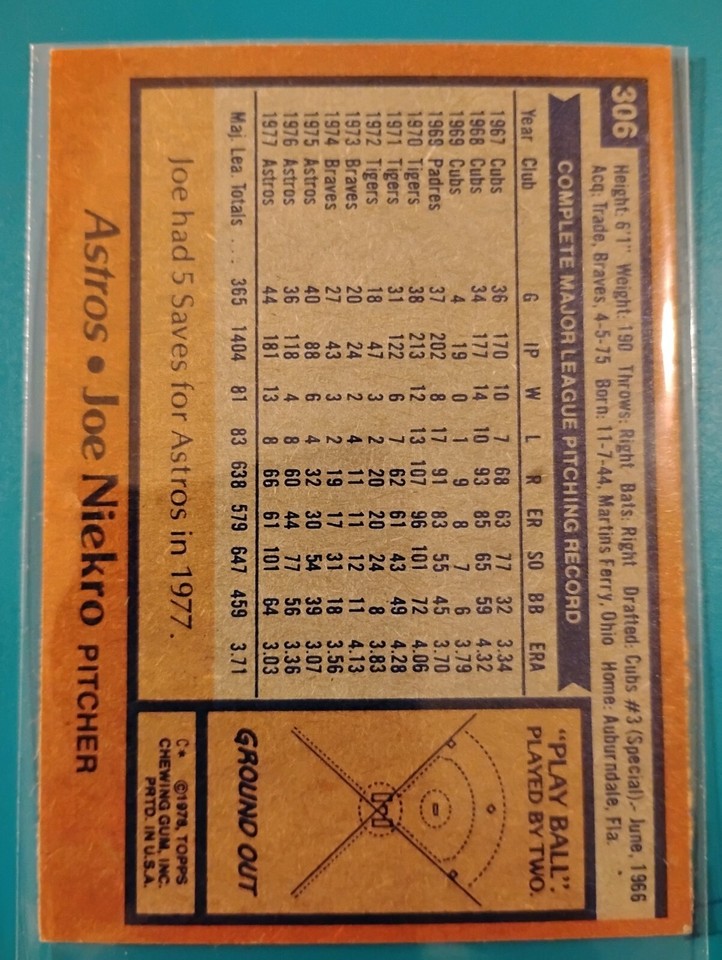 306
Height: 6'1" Weight: 190 Throws: Right Bats: Right Drafted: Cubs #3 (Special)- June, 1966
Acq: Trade, Braves, 4-5-75 Born: 11-7-44, Martins Ferry, Ohio Home: Auburndale, Fla.
COMPLETE MAJOR LEAGUE PITCHING RECORD
Year Club G IP W L R ER SO BB ERA
1967 Cubs 36 170 10 7 68 63 77 32 3.34
1968 Cubs 34 177 14 10 93 85 65 59 4.32
1969 Cubs 4 19 0 1 9 8 7 6 3.79
1969 Padres 37 202 8 17 91 83 55 45 3.70
1970 Tigers 38 213 12 13 107 96 101 72 4.06
1971 Tigers 31 122 6 7 62 61 43 49 4.28
1972 Tigers 18 47 3 2 20 20 24 8 3.83
1973 Braves 20 24 2 4 11 11 12 11 4.13
1974 Braves 27 43 3 2 19 17 31 18 3.56
1975 Astros 40 88 6 4 32 30 54 39 3.07
1976 Astros 36 118 4 8 60 44 77 56 3.36
1977 Astros 44 181 13 8 66 61 101 64 3.03
Maj. Lea. Totals .... 365 1404 81 83 638 579 647 459 3.71
Joe had 5 Saves for Astros in 1977.
"PLAY BALL":
PLAYED BY TWO.
GROUND OUT
C* ©1978, TOPPS
CHEWING GUM, INC.
PRTD. IN U.S.A.
Astros • Joe Niekro PITCHER